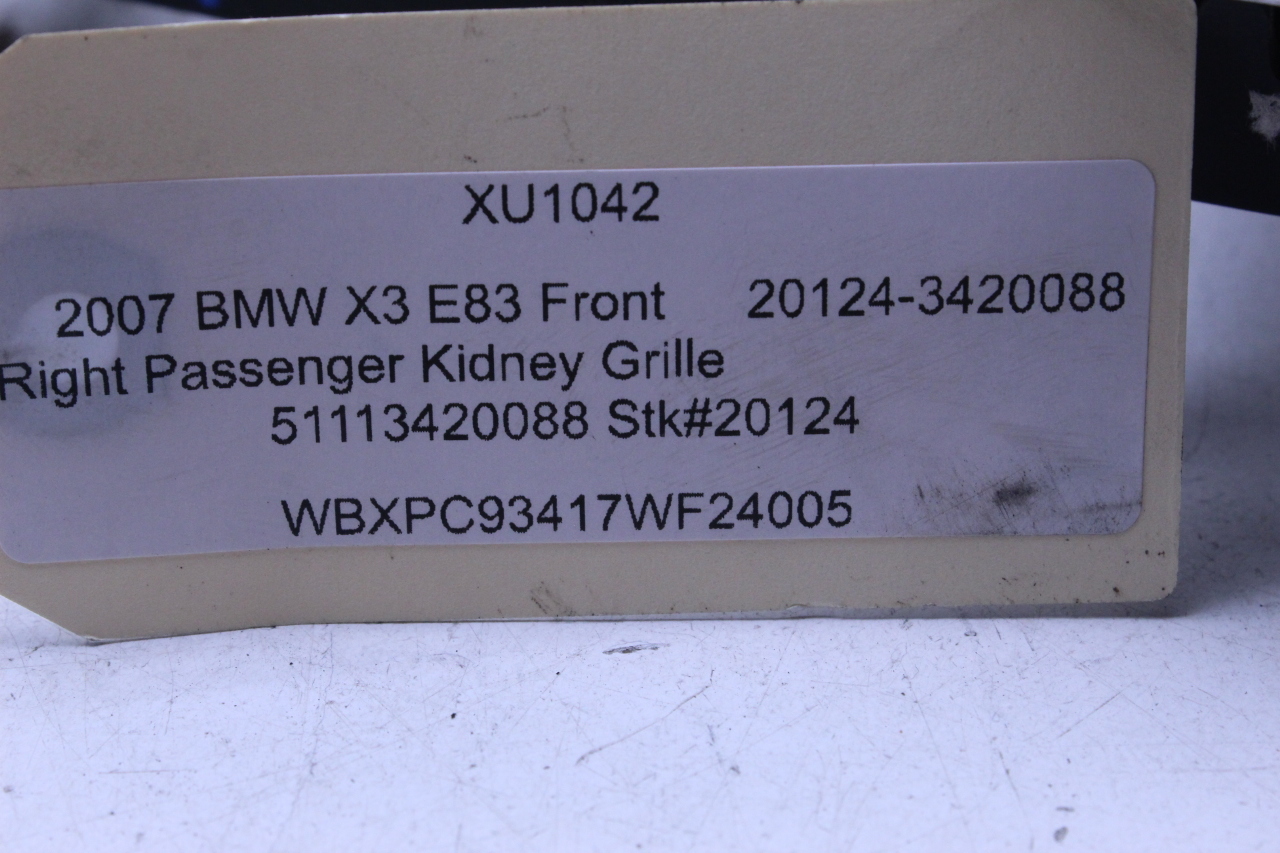 XU1042
2007 BMW X3 E83 Front 20124-3420088
Right Passenger Kidney Grille
51113420088 Stk#20124
WBXPC93417WF24005